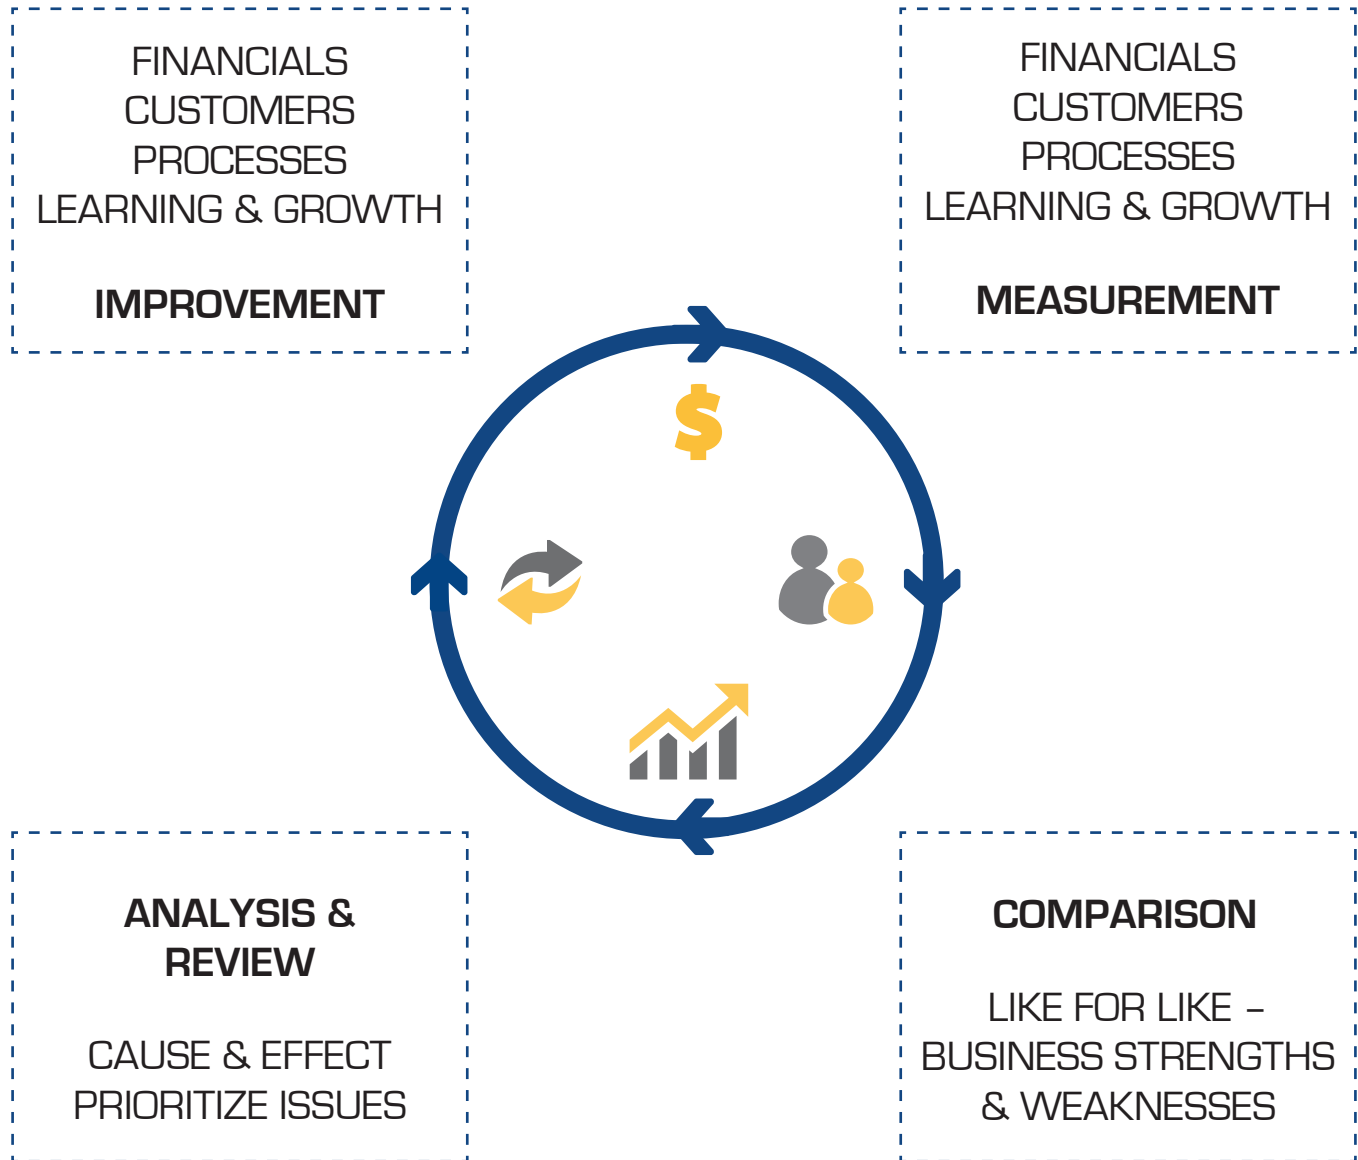 FINANCIALS
CUSTOMERS
PROCESSES
LEARNING & GROWTH
IMPROVEMENT
FINANCIALS
CUSTOMERS
PROCESSES
LEARNING & GROWTH
MEASUREMENT
$
ANALYSIS &
REVIEW
CAUSE & EFFECT
PRIORITIZE ISSUES
COMPARISON
LIKE FOR LIKE –
BUSINESS STRENGTHS
& WEAKNESSES